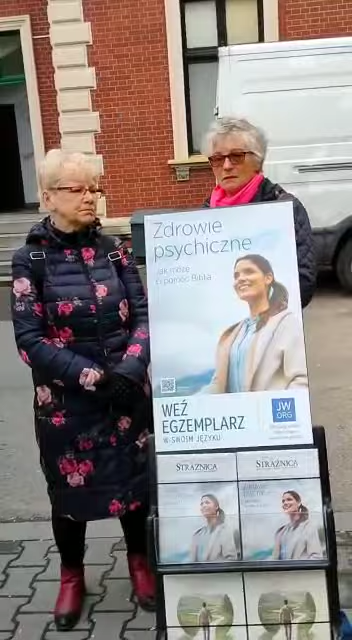 Zdrowie
psychiczne
Jak może
ci pomóc Biblia
WEŹ
EGZEMPLARZ
W SWOIM JĘZYKU
JW
.ORG
STRAŻNICA
STRAŻNICA